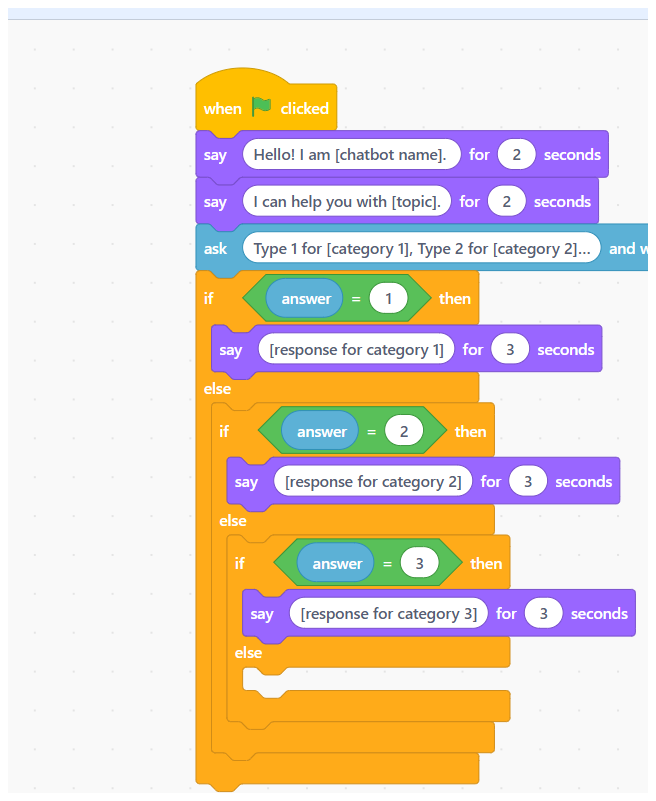 when clicked
say Hello! I am [chatbot name]. for 2 seconds
say I can help you with [topic]. for 2 seconds
ask Type 1 for [category 1], Type 2 for [category 2]... and w
if answer = 1 then
say [response for category 1] for 3 seconds
else
if answer = 2 then
say [response for category 2] for 3 seconds
else
if answer = 3 then
say [response for category 3] for 3 seconds
else